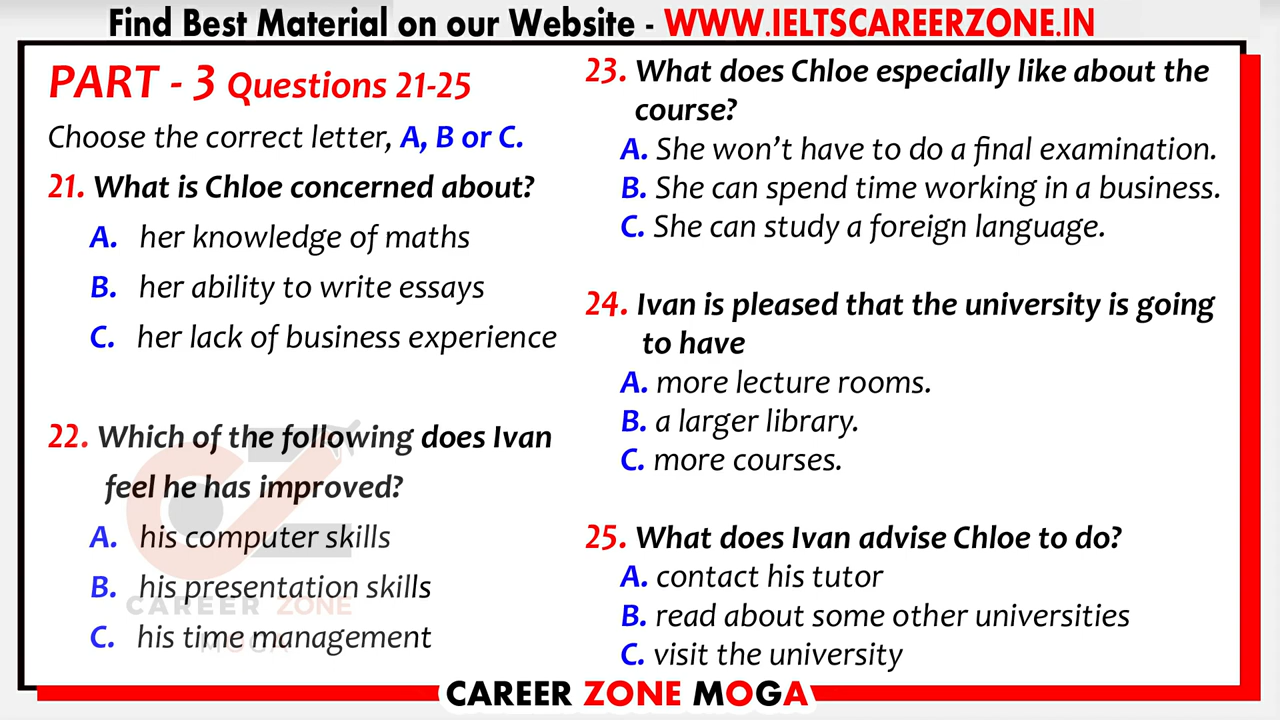 Find Best Material on our Website - WWW.IELTSCAREERZONE.IN
PART - 3 Questions 21-25
Choose the correct letter, A, B or C.
21. What is Chloe concerned about?
A. her knowledge of maths
B. her ability to write essays
C. her lack of business experience
22. Which of the following does Ivan
feel he has improved?
A. his computer skills
B. his presentation skills
C. his time management
CAREER ZONE
MOGA
23. What does Chloe especially like about the
course?
A. She won’t have to do a final examination.
B. She can spend time working in a business.
C. She can study a foreign language.
24. Ivan is pleased that the university is going
to have
A. more lecture rooms.
B. a larger library.
C. more courses.
25. What does Ivan advise Chloe to do?
A. contact his tutor
B. read about some other universities
C. visit the university
CAREER ZONE MOGA